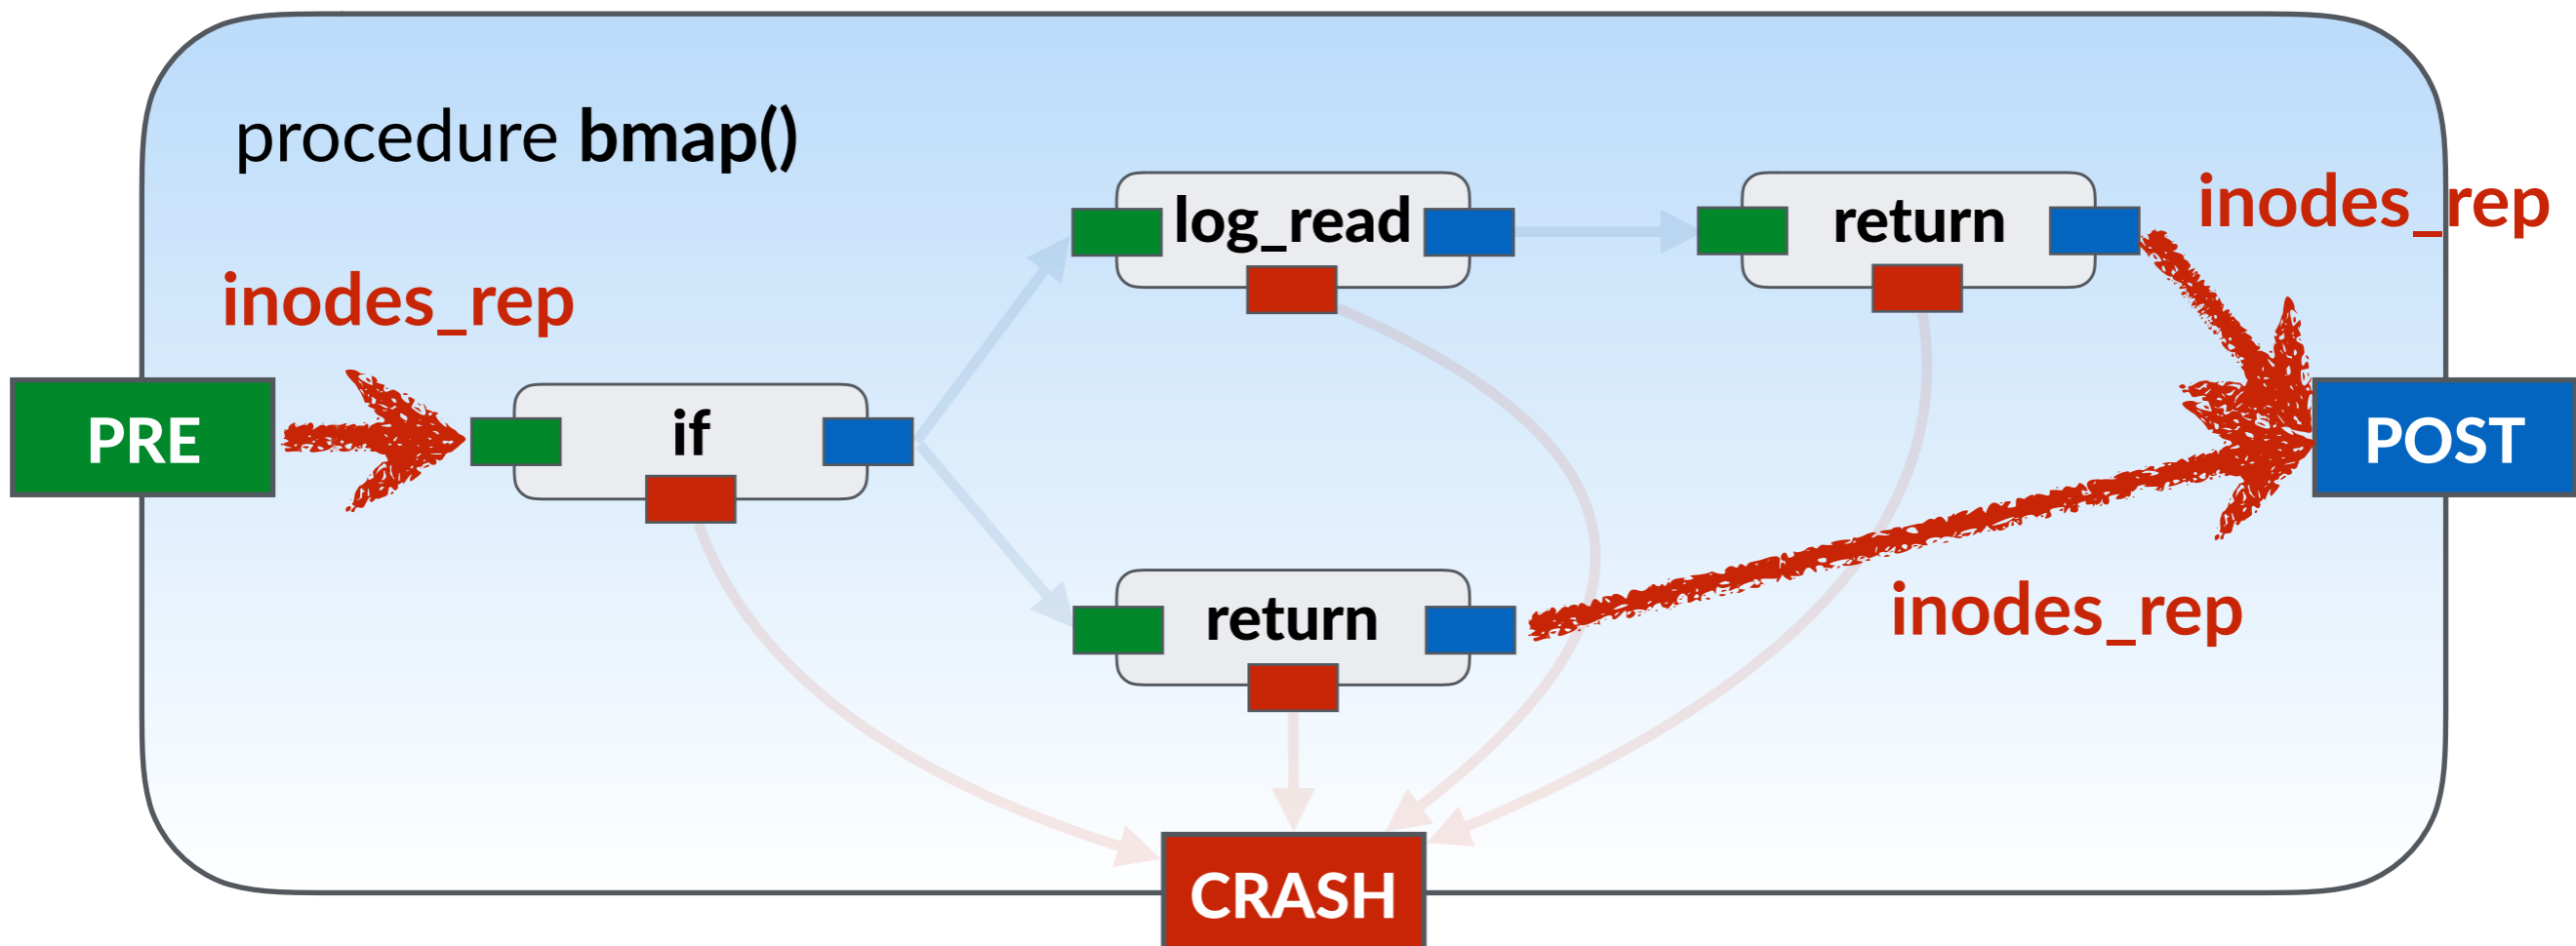 procedure bmap()
log_read
return
inodes_rep
inodes_rep
PRE
if
POST
return
inodes_rep
CRASH